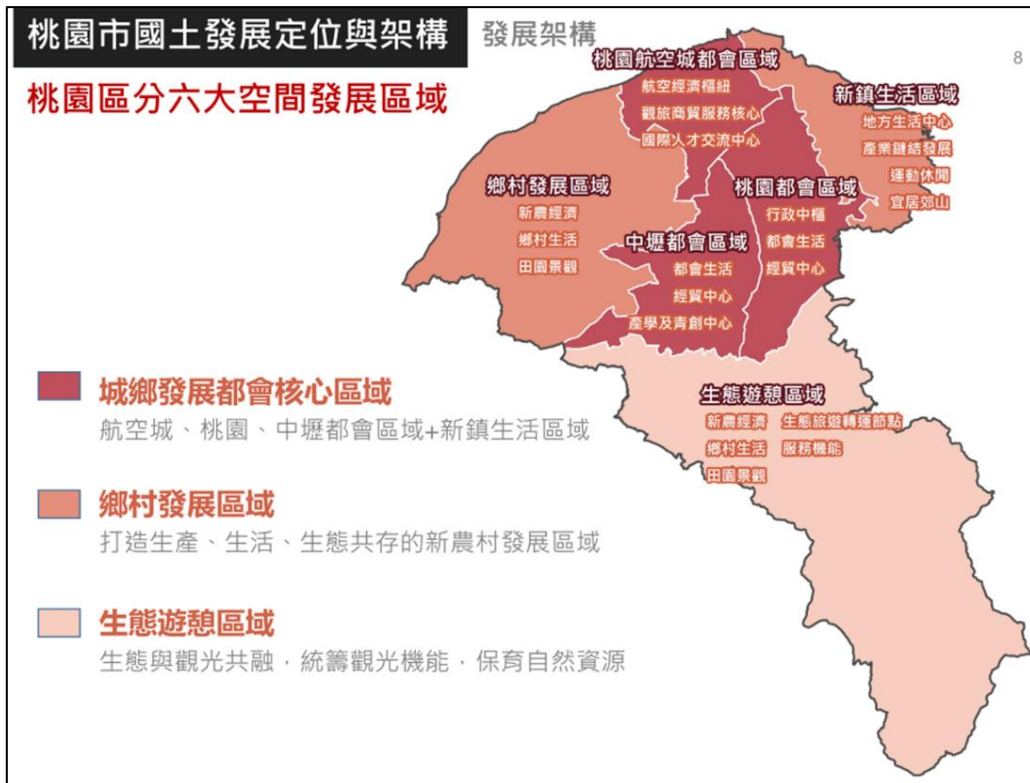 桃園市國土發展定位與架構
發展架構
8
桃園區分六大空間發展區域
桃園航空城都會區域
航空經濟樞紐
觀旅商貿服務核心
國際人才交流中心
新鎮生活區域
地方生活中心
產業鏈結發展
運動休閒
宜居郊山
鄉村發展區域
新農經濟
鄉村生活
田園景觀
桃園都會區域
行政中樞
都會生活
經貿中心
中壢都會區域
都會生活
經貿中心
產學及青創中心
生態遊憩區域
新農經濟 生態旅遊轉運節點
鄉村生活 服務機能
田園景觀
城鄉發展都會核心區域
航空城、桃園、中壢都會區域+新鎮生活區域
鄉村發展區域
打造生產、生活、生態共存的新農村發展區域
生態遊憩區域
生態與觀光共融，統籌觀光機能，保育自然資源